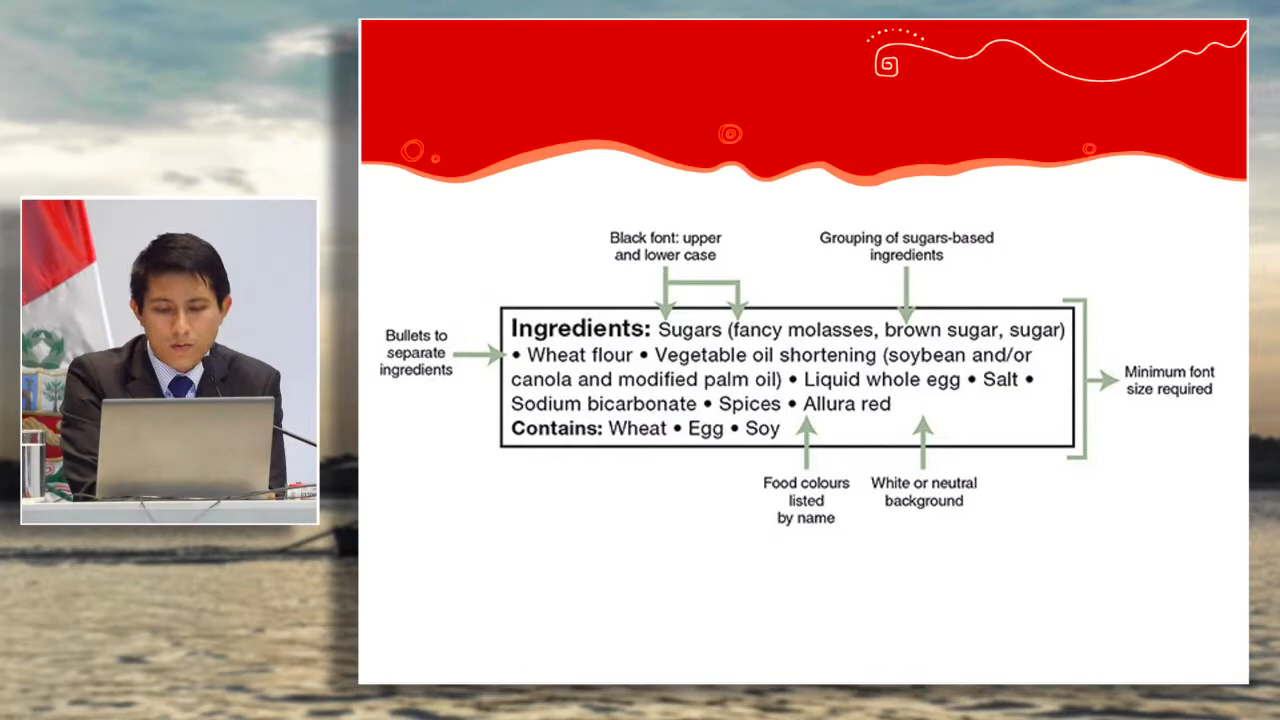 Black font: upper
and lower case
Grouping of sugars-based
ingredients
Bullets to
separate
ingredients
Ingredients: Sugars (fancy molasses, brown sugar, sugar)
• Wheat flour • Vegetable oil shortening (soybean and/or
canola and modified palm oil) • Liquid whole egg • Salt •
Sodium bicarbonate • Spices • Allura red
Contains: Wheat • Egg • Soy
Minimum font
size required
Food colours
listed
by name
White or neutral
background